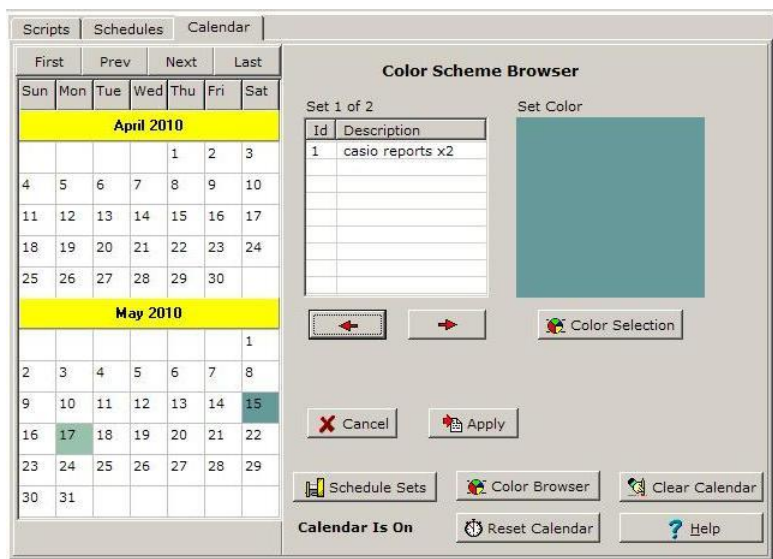 Scripts Schedules Calendar
First Prev Next Last
Sun Mon Tue Wed Thu Fri Sat
April 2010
1 2 3
4 5 6 7 8 9 10
11 12 13 14 15 16 17
18 19 20 21 22 23 24
25 26 27 28 29 30
May 2010
1
2 3 4 5 6 7 8
9 10 11 12 13 14 15
16 17 18 19 20 21 22
23 24 25 26 27 28 29
30 31
Color Scheme Browser
Set 1 of 2
Id Description
1 casio reports x2
Set Color
Color Selection
Cancel Apply
Schedule Sets Color Browser Clear Calendar
Calendar Is On Reset Calendar Help